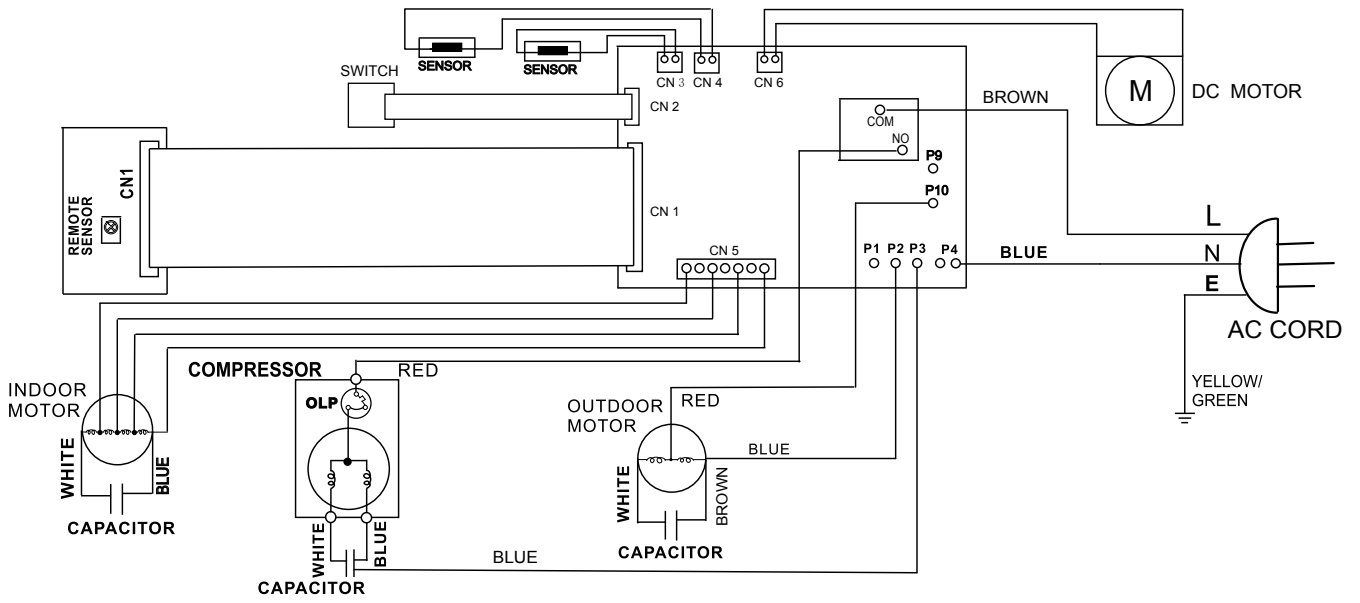 SENSOR
SENSOR
SWITCH
CN 3
CN 4
CN 6
CN 2
BROWN
M
DC MOTOR
COM
NO
P9
P10
CN1
REMOTE
SENSOR
CN 1
CN 5
P1
P2
P3
P4
BLUE
L
N
E
AC CORD
YELLOW/
GREEN
COMPRESSOR
RED
INDOOR
MOTOR
OLP
OUTDOOR
MOTOR
RED
BLUE
WHITE
BLUE
CAPACITOR
WHITE
BROWN
CAPACITOR
WHITE
BLUE
BLUE
CAPACITOR